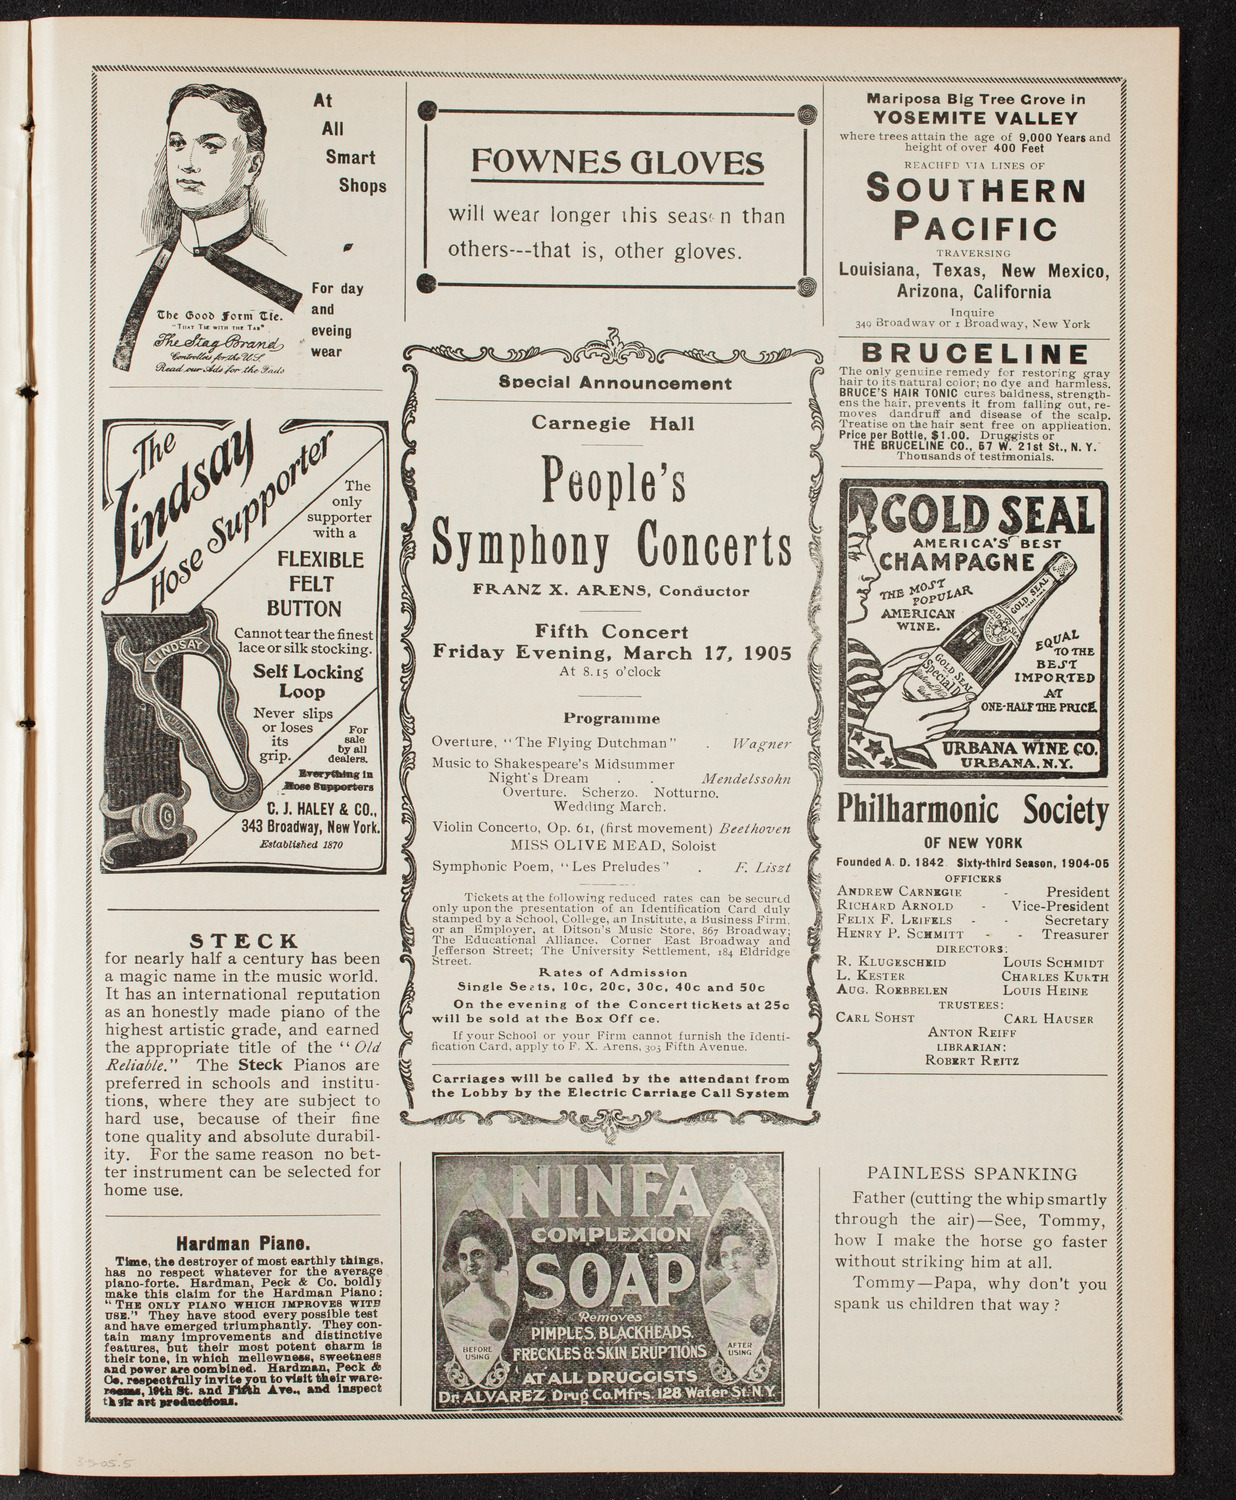 At
All
Smart
Shops
For day
and
eveing
wear
The Good Form Tie.
"THAT TIE WITH THE TAB"
The Stag Brand
Controllers for the U.S.
Read our Ads for the Fads
The
Lindsay
Hose Supporter
The
only
supporter
with a
FLEXIBLE
FELT
BUTTON
Cannot tear the finest
lace or silk stocking.
Self Locking
Loop
Never slips
or loses
its
grip.
For
sale
by all
dealers.
LINDSAY
Everything in
Hose Supporters
C. J. HALEY & CO.,
343 Broadway, New York.
Established 1870
STECK
for nearly half a century has been
a magic name in the music world.
It has an international reputation
as an honestly made piano of the
highest artistic grade, and earned
the appropriate title of the "Old
Reliable." The Steck Pianos are
preferred in schools and institu-
tions, where they are subject to
hard use, because of their fine
tone quality and absolute durabil-
ity. For the same reason no bet-
ter instrument can be selected for
home use.
Hardman Piano.
Time, the destroyer of most earthly things,
has no respect whatever for the average
piano-forte. Hardman, Peck & Co. boldly
make this claim for the Hardman Piano:
"THE ONLY PIANO WHICH IMPROVES WITH
USE." They have stood every possible test
and have emerged triumphantly. They con-
tain many improvements and distinctive
features, but their most potent charm is
their tone, in which mellowness, sweetness
and power are combined. Hardman, Peck &
Co. respectfully invite you to visit their ware-
rooms, 19th St. and Fifth Ave., and inspect
their art productions.
FOWNES GLOVES
will wear longer this seas n than
others---that is, other gloves.
Special Announcement
Carnegie Hall
People's
Symphony Concerts
FRANZ X. ARENS, Conductor
Fifth Concert
Friday Evening, March 17, 1905
At 8.15 o'clock
Programme
Overture, "The Flying Dutchman" . Wagner
Music to Shakespeare's Midsummer
Night's Dream . . Mendelssohn
Overture. Scherzo. Notturno.
Wedding March.
Violin Concerto, Op. 61, (first movement) Beethoven
MISS OLIVE MEAD, Soloist
Symphonic Poem, "Les Preludes" . F. Liszt
Tickets at the following reduced rates can be secured
only upon the presentation of an Identification Card duly
stamped by a School, College, an Institute, a Business Firm,
or an Employer, at Ditson's Music Store, 867 Broadway;
The Educational Alliance, Corner East Broadway and
Jefferson Street; The University Settlement, 184 Eldridge
Street.
Rates of Admission
Single Seats, 10c, 20c, 30c, 40c and 50c
On the evening of the Concert tickets at 25c
will be sold at the Box Off ce.
If your School or your Firm cannot furnish the Identi-
fication Card, apply to F. X. Arens, 305 Fifth Avenue.
Carriages will be called by the attendant from
the Lobby by the Electric Carriage Call System
NINFA
COMPLEXION
SOAP
Removes
PIMPLES, BLACKHEADS,
FRECKLES & SKIN ERUPTIONS
AT ALL DRUGGISTS
BEFORE
USING
AFTER
USING
Dr. ALVAREZ Drug Co. Mfrs. 128 Water St. N.Y.
Mariposa Big Tree Grove in
YOSEMITE VALLEY
where trees attain the age of 9,000 Years and
height of over 400 Feet
REACHED VIA LINES OF
SOUTHERN
PACIFIC
TRAVERSING
Louisiana, Texas, New Mexico,
Arizona, California
Inquire
349 Broadway or 1 Broadway, New York
BRUCELINE
The only genuine remedy for restoring gray
hair to its natural color; no dye and harmless.
BRUCE'S HAIR TONIC cures baldness, strength-
ens the hair, prevents it from falling out, re-
moves dandruff and disease of the scalp.
Treatise on the hair sent free on application.
Price per Bottle, $1.00. Druggists or
THE BRUCELINE CO., 57 W. 21st St., N. Y.
Thousands of testimonials.
GOLD SEAL
AMERICA'S BEST
CHAMPAGNE
THE MOST
POPULAR
AMERICAN
WINE.
GOLD SEAL
GOLD SEAL
Special Dry
EQUAL
TO THE
BEST
IMPORTED
AT
ONE-HALF THE PRICE
URBANA WINE CO.
URBANA, N.Y.
Philharmonic Society
OF NEW YORK
Founded A. D. 1842. Sixty-third Season, 1904-05
OFFICERS
ANDREW CARNEGIE - President
RICHARD ARNOLD - Vice-President
FELIX F. LEIFELS - - Secretary
HENRY P. SCHMITT - - Treasurer
DIRECTORS:
R. KLUGESCHEID LOUIS SCHMIDT
L. KESTER CHARLES KURTH
AUG. ROEBBELEN LOUIS HEINE
TRUSTEES:
CARL SOHST CARL HAUSER
ANTON REIFF
LIBRARIAN:
ROBERT REITZ
PAINLESS SPANKING
Father (cutting the whip smartly
through the air)—See, Tommy,
how I make the horse go faster
without striking him at all.
Tommy—Papa, why don't you
spank us children that way?
3-9-05.5